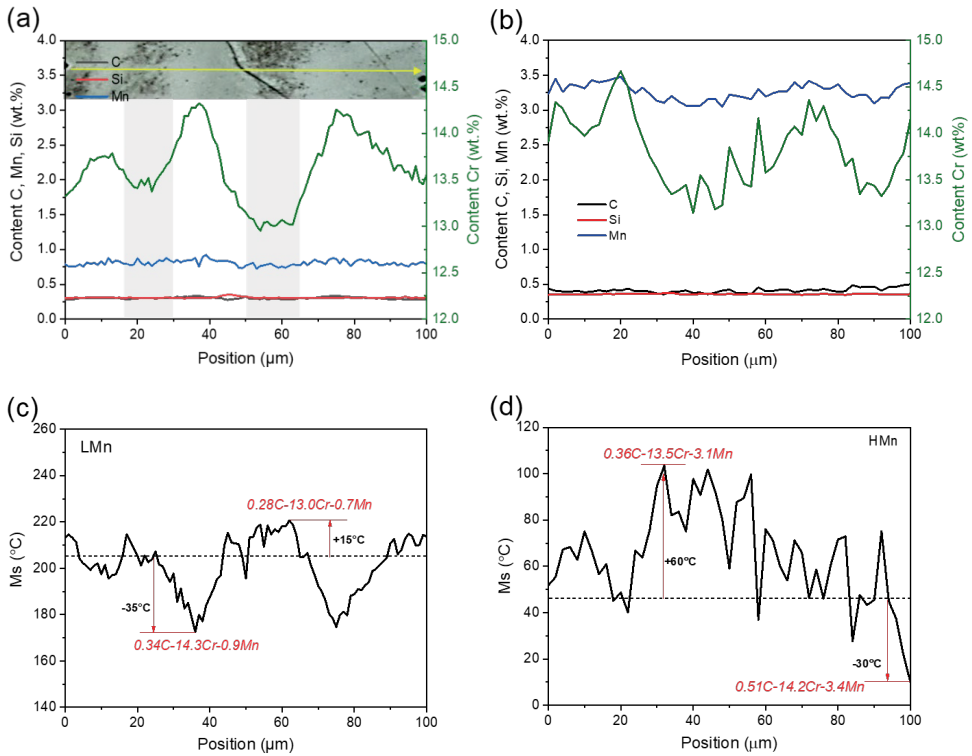 (a)
Content C, Mn, Si (wt.%)
4.0
3.5
3.0
2.5
2.0
1.5
1.0
0.5
0.0
C
Si
Mn
15.0
14.5
14.0
13.5
13.0
12.5
12.0
Content Cr (wt.%)
0 20 40 60 80 100
Position (µm)
(b)
Content C, Si, Mn (wt.%)
4.0
3.5
3.0
2.5
2.0
1.5
1.0
0.5
0.0
C
Si
Mn
15.0
14.5
14.0
13.5
13.0
12.5
12.0
Content Cr (wt%)
0 20 40 60 80 100
Position (µm)
(c)
Ms (°C)
260
240
220
200
180
160
140
LMn
0.28C-13.0Cr-0.7Mn
+15°C
-35°C
0.34C-14.3Cr-0.9Mn
0 20 40 60 80 100
Position (µm)
(d)
Ms (°C)
120
100
80
60
40
20
0
HMn
0.36C-13.5Cr-3.1Mn
+60°C
-30°C
0.51C-14.2Cr-3.4Mn
0 20 40 60 80 100
Position (µm)